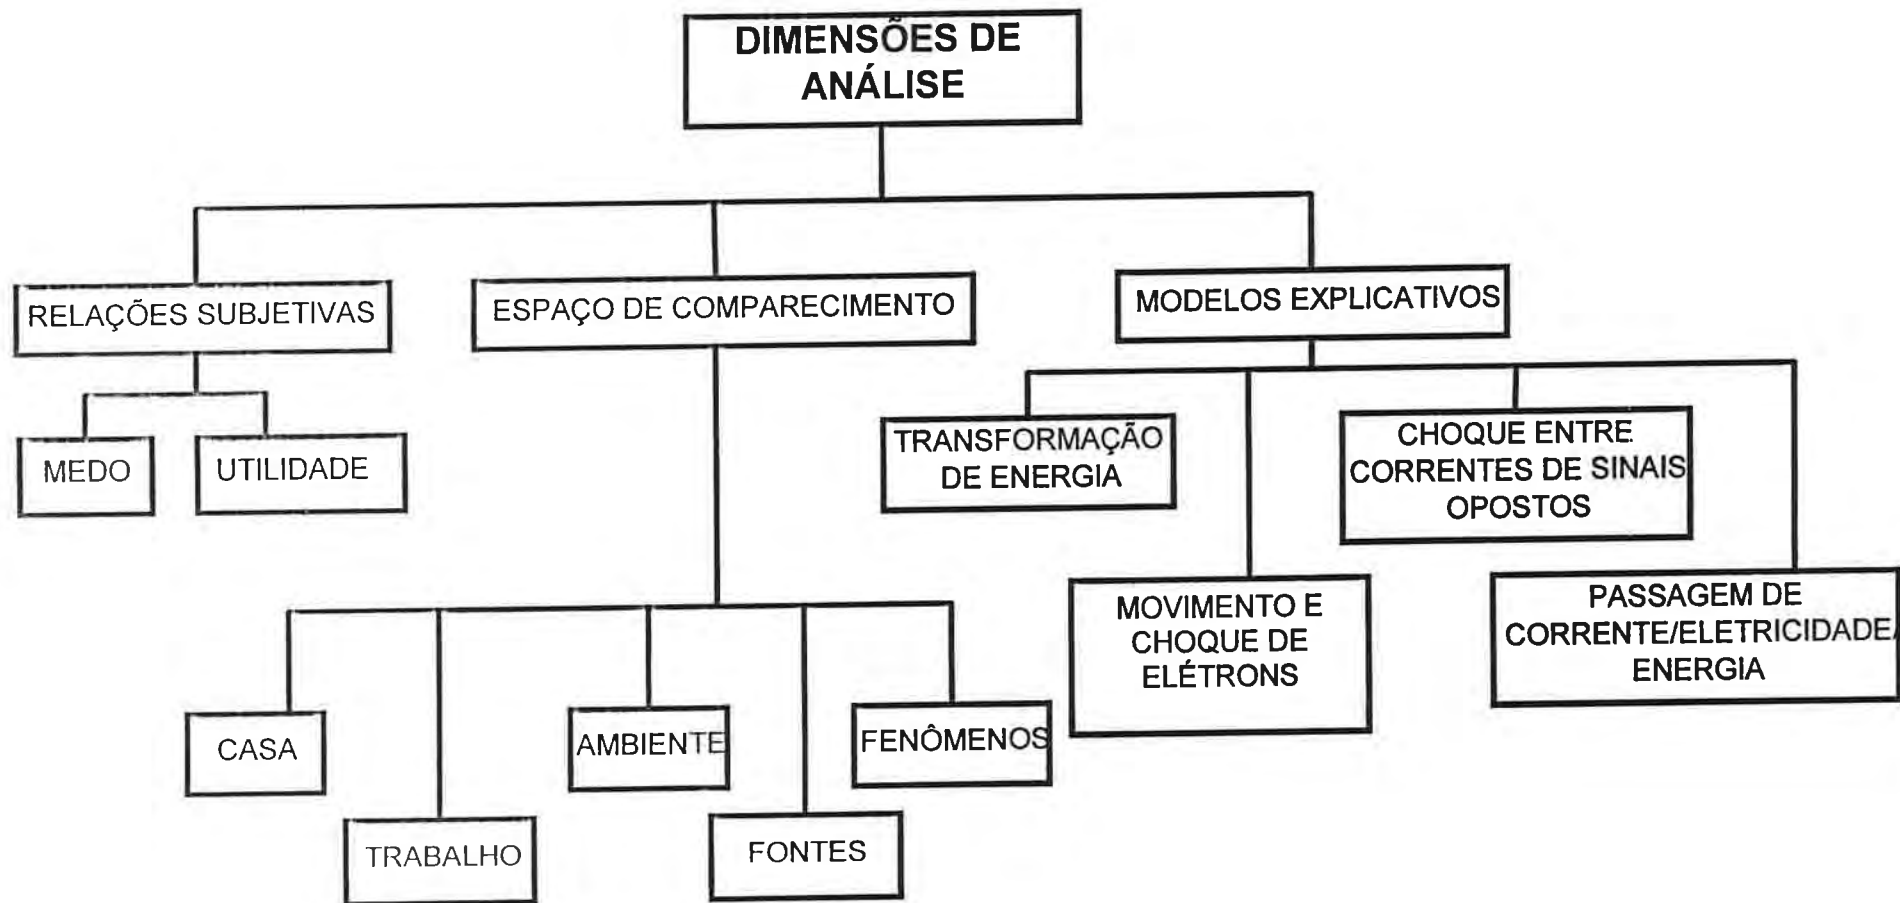 DIMENSÕES DE
ANÁLISE
RELAÇÕES SUBJETIVAS
ESPAÇO DE COMPARECIMENTO
MODELOS EXPLICATIVOS
MEDO
UTILIDADE
TRANSFORMAÇÃO
DE ENERGIA
CHOQUE ENTRE
CORRENTES DE SINAIS
OPOSTOS
MOVIMENTO E
CHOQUE DE
ELÉTRONS
PASSAGEM DE
CORRENTE/ELETRICIDADE/
ENERGIA
CASA
TRABALHO
AMBIENTE
FONTES
FENÔMENOS